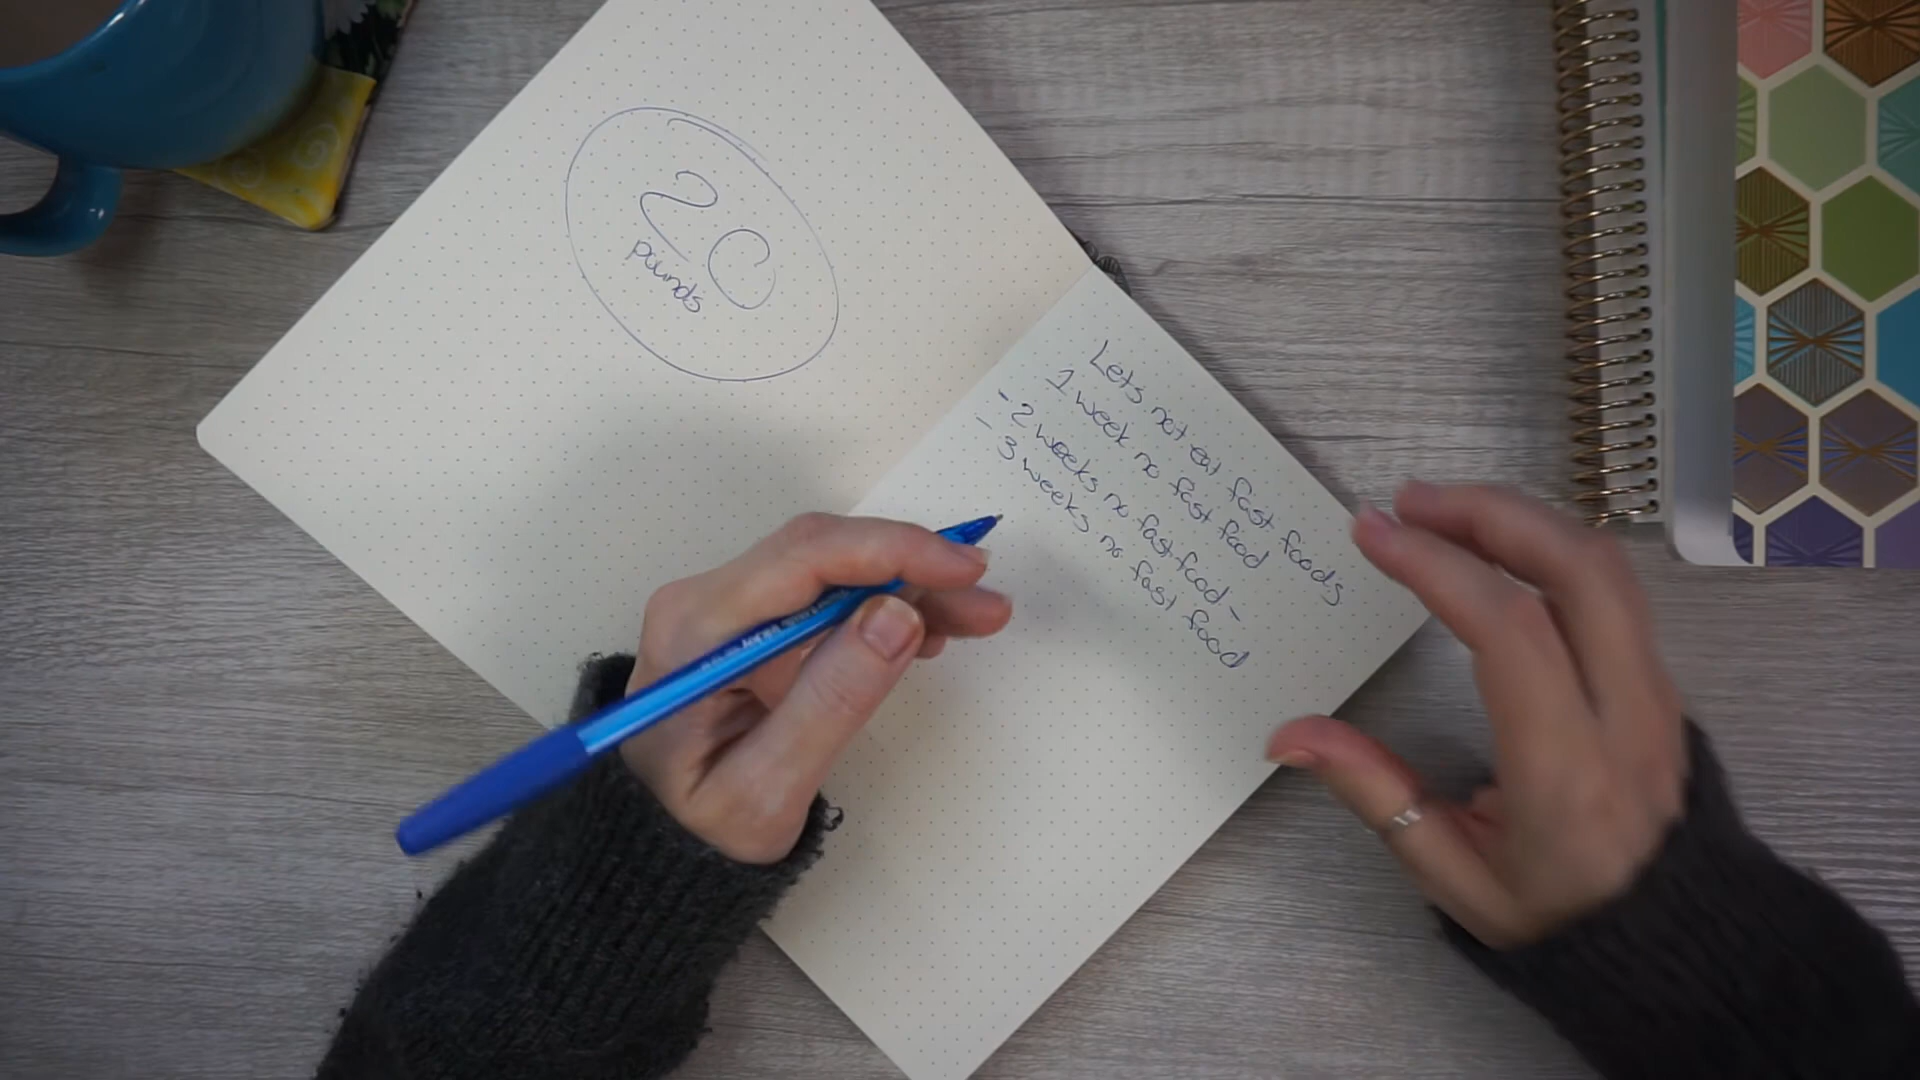 20
pounds
Lets not eat fast foods
1 week no fast food
- 2 weeks no fast food -
- 3 weeks no fast food